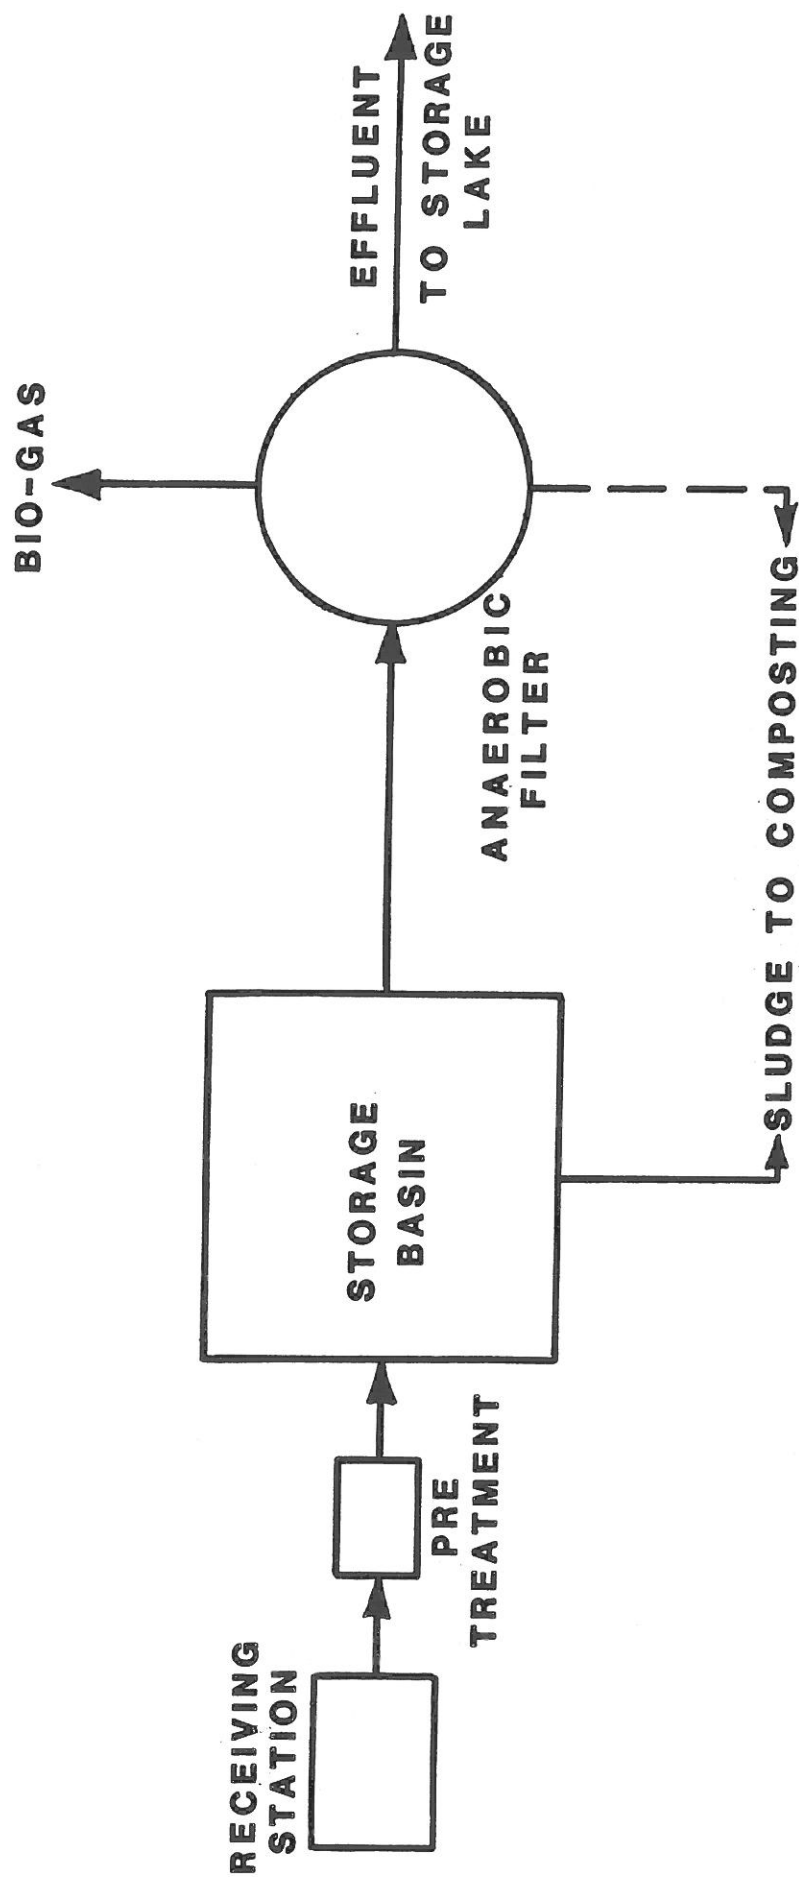 RECEIVING
STATION
PRE
TREATMENT
STORAGE
BASIN
ANAEROBIC
FILTER
BIO-GAS
EFFLUENT
TO STORAGE
LAKE
SLUDGE TO COMPOSTING